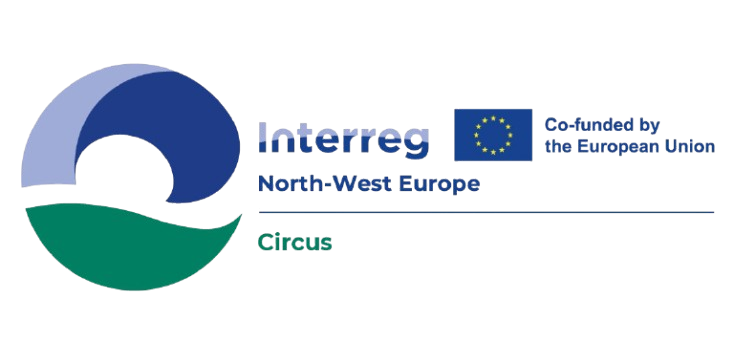 Interreg
Co-funded by
the European Union
North-West Europe
Circus